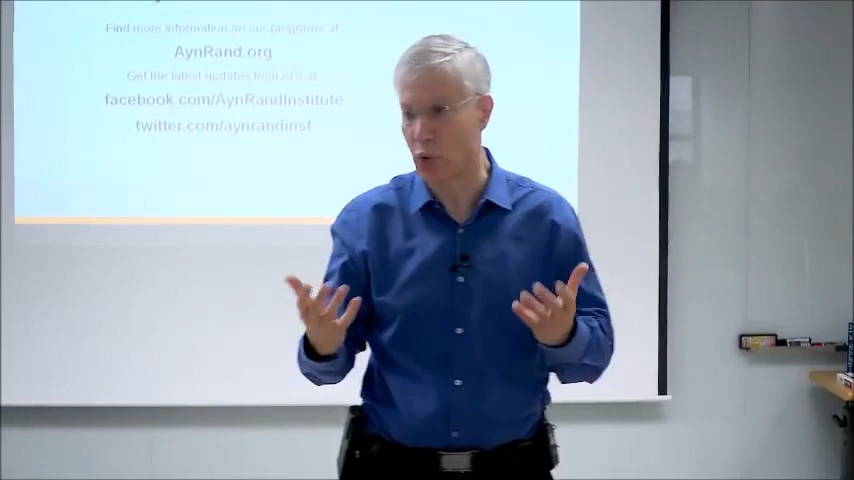 Find more information on our programs at
AynRand.org
Get the latest updates from ARI at
facebook.com/AynRandInstitute
twitter.com/aynrandinst